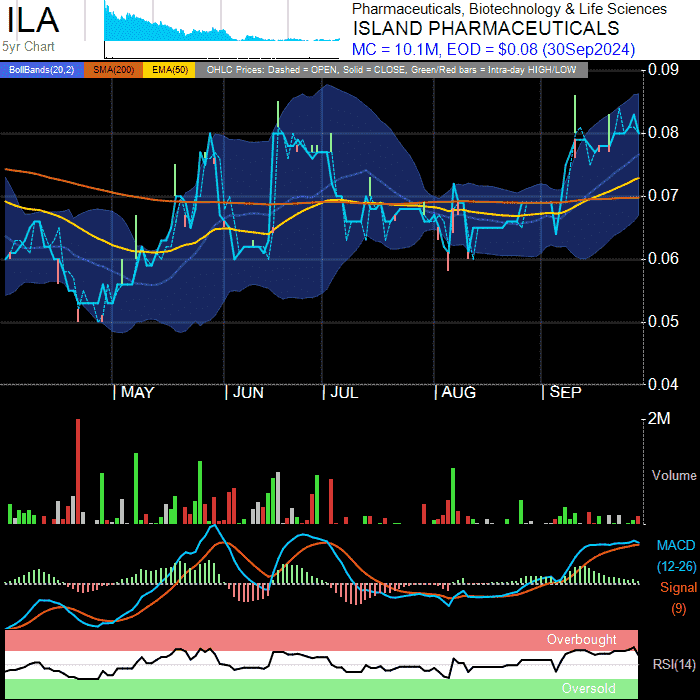 ILA
5yr Chart
Pharmaceuticals, Biotechnology & Life Sciences
ISLAND PHARMACEUTICALS
MC = 10.1M, EOD = $0.08 (30Sep2024)
BollBands(20,2) SMA(200) EMA(50) OHLC Prices: Dashed = OPEN, Solid = CLOSE, Green/Red bars = Intra-day HIGH/LOW
0.09
0.08
0.07
0.06
0.05
0.04
MAY JUN JUL AUG SEP
2M
Volume
MACD
(12-26)
Signal
(9)
Overbought
RSI(14)
Oversold